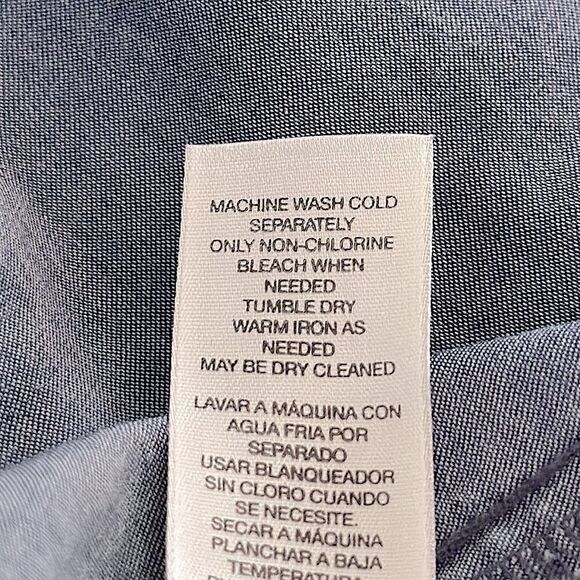 MACHINE WASH COLD
SEPARATELY
ONLY NON-CHLORINE
BLEACH WHEN
NEEDED
TUMBLE DRY
WARM IRON AS
NEEDED
MAY BE DRY CLEANED
LAVAR A MÁQUINA CON
AGUA FRIA POR
SEPARADO
USAR BLANQUEADOR
SIN CLORO CUANDO
SE NECESITE.
SECAR A MÁQUINA
PLANCHAR A BAJA
TEMPERATURA